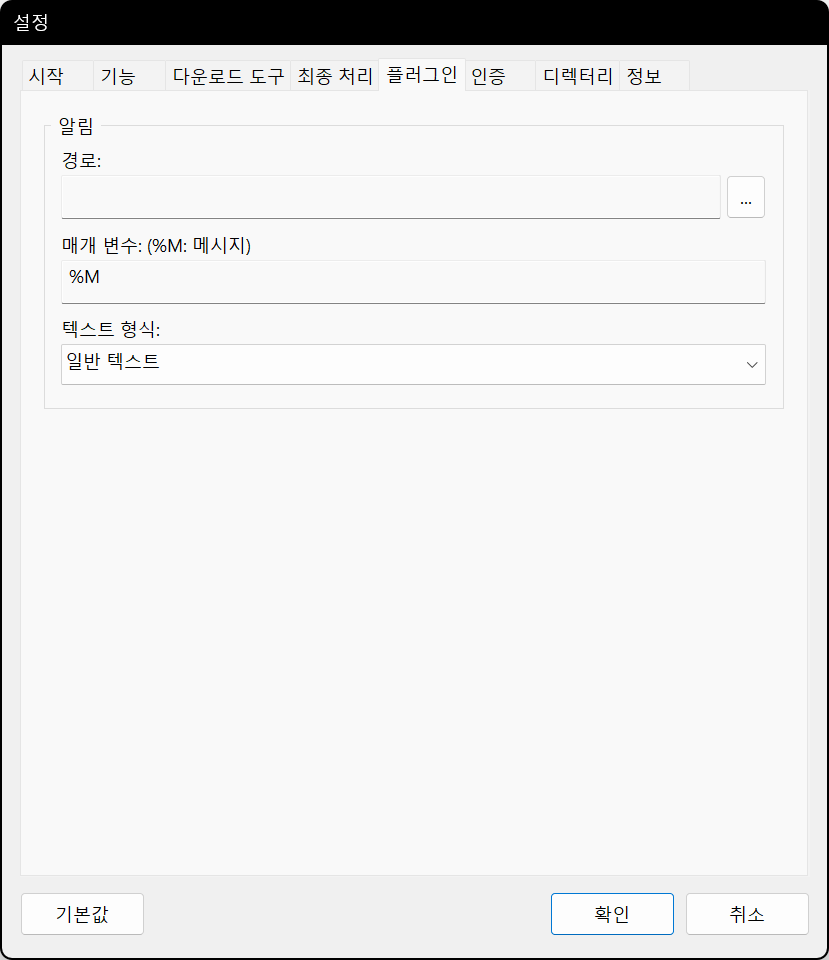 설정
시작 기능 다운로드 도구 최종 처리 플러그인 인증 디렉터리 정보
알림
경로:
...
매개 변수: (%M: 메시지)
%M
텍스트 형식:
일반 텍스트
기본값 확인 취소